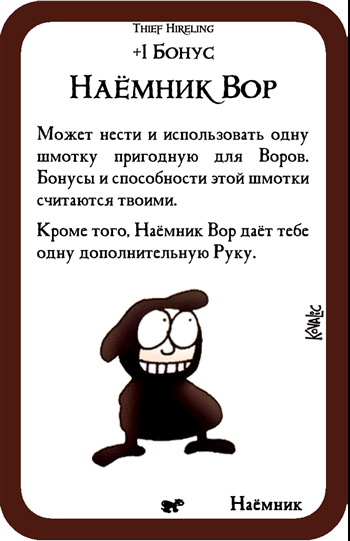 Thief Hireling
+1 Бонус
Наёмник Вор
Может нести и использовать одну
шмотку пригодную для Воров.
Бонусы и способности этой шмотки
считаются твоими.
Кроме того, Наёмник Вор даёт тебе
одну дополнительную Руку.
Kovalic
Наёмник